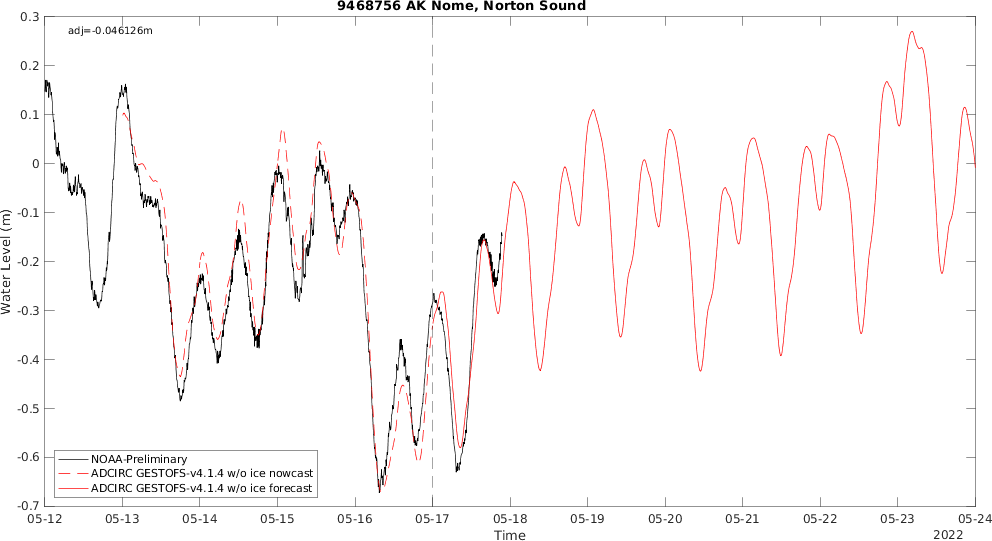 9468756 AK Nome, Norton Sound
adj=-0.046126m
0.3
0.2
0.1
0
-0.1
-0.2
-0.3
-0.4
-0.5
-0.6
-0.7
Water Level (m)
NOAA-Preliminary
ADCIRC GESTOFS-v4.1.4 w/o ice nowcast
ADCIRC GESTOFS-v4.1.4 w/o ice forecast
05-12 05-13 05-14 05-15 05-16 05-17 05-18 05-19 05-20 05-21 05-22 05-23 05-24
Time
2022